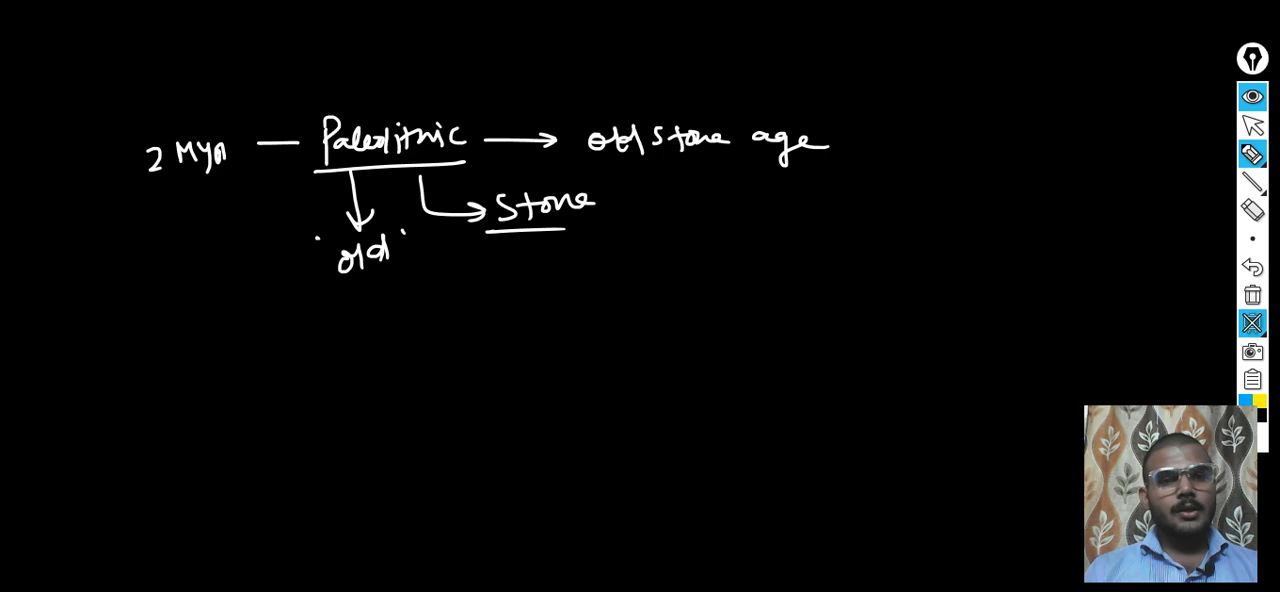 2 Mya — Paleolithic → old stone age
Stone
'old'